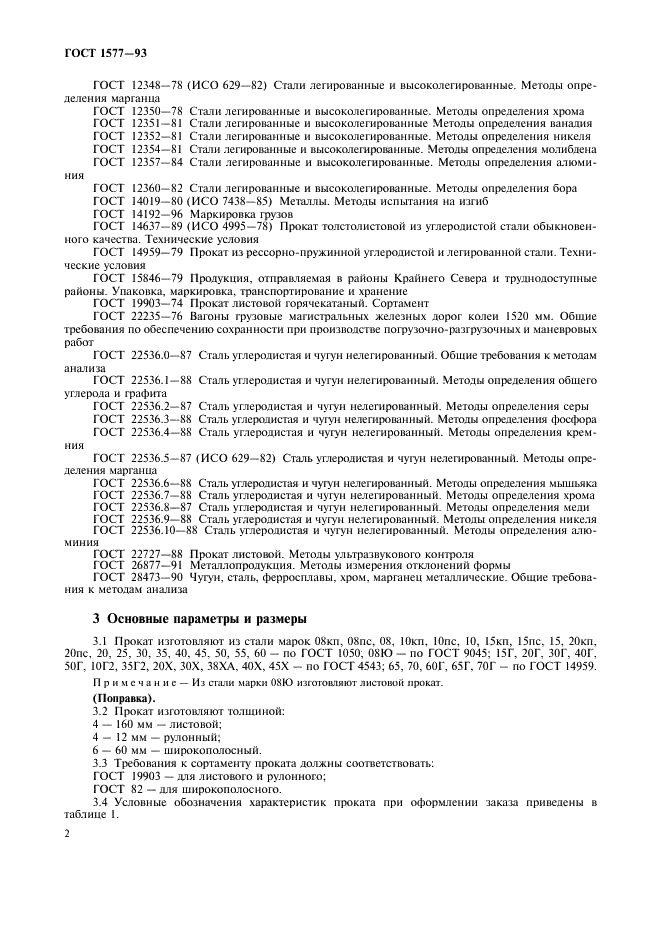 ГОСТ 1577—93
ГОСТ 12348—78 (ИСО 629—82) Стали легированные и высоколегированные. Методы опре-
деления марганца
ГОСТ 12350—78 Стали легированные и высоколегированные. Методы определения хрома
ГОСТ 12351—81 Стали легированные и высоколегированные. Методы определения ванадия
ГОСТ 12352—81 Стали легированные и высоколегированные. Методы определения никеля
ГОСТ 12354—81 Стали легированные и высоколегированные. Методы определения молибдена
ГОСТ 12357—84 Стали легированные и высоколегированные. Методы определения алюми-
ния
ГОСТ 12360—82 Стали легированные и высоколегированные. Методы определения бора
ГОСТ 14019—80 (ИСО 7438—85) Металлы. Методы испытания на изгиб
ГОСТ 14192—96 Маркировка грузов
ГОСТ 14637—89 (ИСО 4995—78) Прокат толстолистовой из углеродистой стали обыкновен-
ного качества. Технические условия
ГОСТ 14959—79 Прокат из рессорно-пружинной углеродистой и легированной стали. Техни-
ческие условия
ГОСТ 15846—79 Продукция, отправляемая в районы Крайнего Севера и труднодоступные
районы. Упаковка, маркировка, транспортирование и хранение
ГОСТ 19903—74 Прокат листовой горячекатаный. Сортамент
ГОСТ 22235—76 Вагоны грузовые магистральных железных дорог колеи 1520 мм. Общие
требования по обеспечению сохранности при производстве погрузочно-разгрузочных и маневровых
работ
ГОСТ 22536.0—87 Сталь углеродистая и чугун нелегированный. Общие требования к методам
анализа
ГОСТ 22536.1—88 Сталь углеродистая и чугун нелегированный. Методы определения общего
углерода и графита
ГОСТ 22536.2—87 Сталь углеродистая и чугун нелегированный. Методы определения серы
ГОСТ 22536.3—88 Сталь углеродистая и чугун нелегированный. Методы определения фосфора
ГОСТ 22536.4—88 Сталь углеродистая и чугун нелегированный. Методы определения крем-
ния
ГОСТ 22536.5—87 (ИСО 629—82) Сталь углеродистая и чугун нелегированный. Методы опре-
деления марганца
ГОСТ 22536.6—88 Сталь углеродистая и чугун нелегированный. Методы определения мышьяка
ГОСТ 22536.7—88 Сталь углеродистая и чугун нелегированный. Методы определения хрома
ГОСТ 22536.8—87 Сталь углеродистая и чугун нелегированный. Методы определения меди
ГОСТ 22536.9—88 Сталь углеродистая и чугун нелегированный. Методы определения никеля
ГОСТ 22536.10—88 Сталь углеродистая и чугун нелегированный. Методы определения алю-
миния
ГОСТ 22727—88 Прокат листовой. Методы ультразвукового контроля
ГОСТ 26877—91 Металлопродукция. Методы измерения отклонений формы
ГОСТ 28473—90 Чугун, сталь, ферросплавы, хром, марганец металлические. Общие требова-
ния к методам анализа
3 Основные параметры и размеры
3.1 Прокат изготовляют из стали марок 08кп, 08пс, 08, 10кп, 10пс, 10, 15кп, 15пс, 15, 20кп,
20пс, 20, 25, 30, 35, 40, 45, 50, 55, 60 — по ГОСТ 1050, 08Ю — по ГОСТ 9045; 15Г, 20Г, 30Г, 40Г,
50Г, 10Г2, 35Г2, 20Х, 30Х, 38ХА, 40Х, 45Х — по ГОСТ 4543; 65, 70, 60Г, 65Г, 70Г — по ГОСТ 14959.
Примечание — Из стали марки 08Ю изготовляют листовой прокат.
(Поправка).
3.2 Прокат изготовляют толщиной:
4 — 160 мм — листовой;
4 — 12 мм — рулонный;
6 — 60 мм — широкополосный.
3.3 Требования к сортаменту проката должны соответствовать:
ГОСТ 19903 — для листового и рулонного;
ГОСТ 82 — для широкополосного.
3.4 Условные обозначения характеристик проката при оформлении заказа приведены в
таблице 1.
2